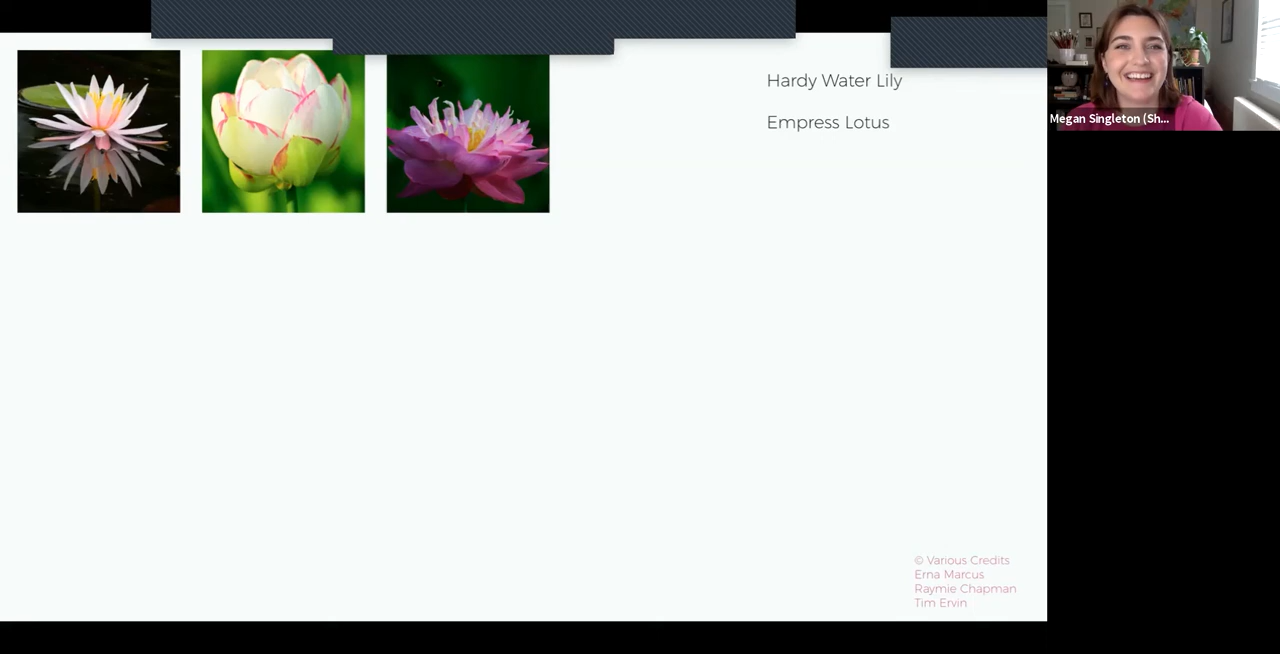 Hardy Water Lily
Empress Lotus
Megan Singleton (Sh...
© Various Credits
Erna Marcus
Raymie Chapman
Tim Ervin